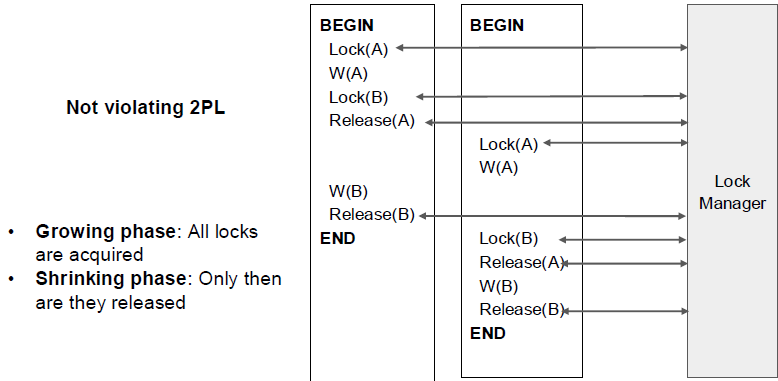 Not violating 2PL
• Growing phase: All locks
are acquired
• Shrinking phase: Only then
are they released
BEGIN
Lock(A)
W(A)
Lock(B)
Release(A)
W(B)
Release(B)
END
BEGIN
Lock(A)
W(A)
Lock(B)
Release(A)
W(B)
Release(B)
END
Lock
Manager